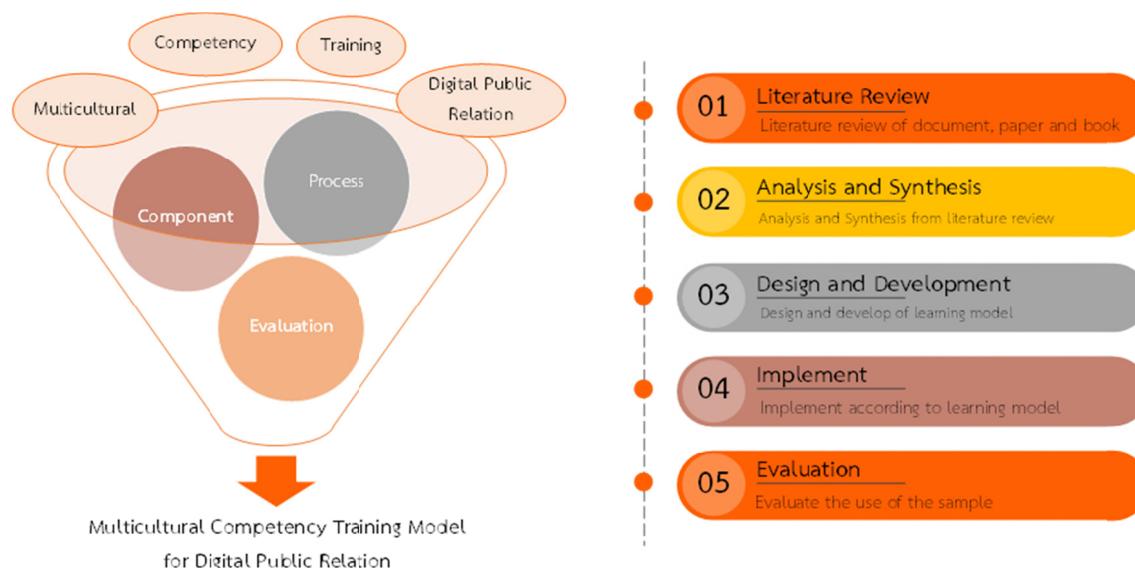 Competency
Training
Multicultural
Digital Public
Relation
Process
Component
Evaluation
Multicultural Competency Training Model
for Digital Public Relation
01
Literature Review
Literature review of document, paper and book
02
Analysis and Synthesis
Analysis and Synthesis from literature review
03
Design and Development
Design and develop of learning model
04
Implement
Implement according to learning model
05
Evaluation
Evaluate the use of the sample